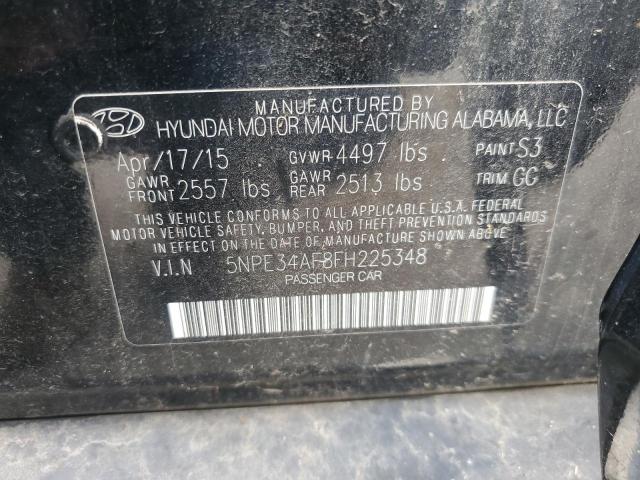 MANUFACTURED BY
HYUNDAI MOTOR MANUFACTURING ALABAMA, LLC
Apr/17/15 GVWR 4497 lbs PAINT S3
GAWR FRONT 2557 lbs GAWR REAR 2513 lbs TRIM GG
THIS VEHICLE CONFORMS TO ALL APPLICABLE U.S.A. FEDERAL
MOTOR VEHICLE SAFETY, BUMPER, AND THEFT PREVENTION STANDARDS
IN EFFECT ON THE DATE OF MANUFACTURE SHOWN ABOVE.
V.I.N 5NPE34AF8FH225348
PASSENGER CAR